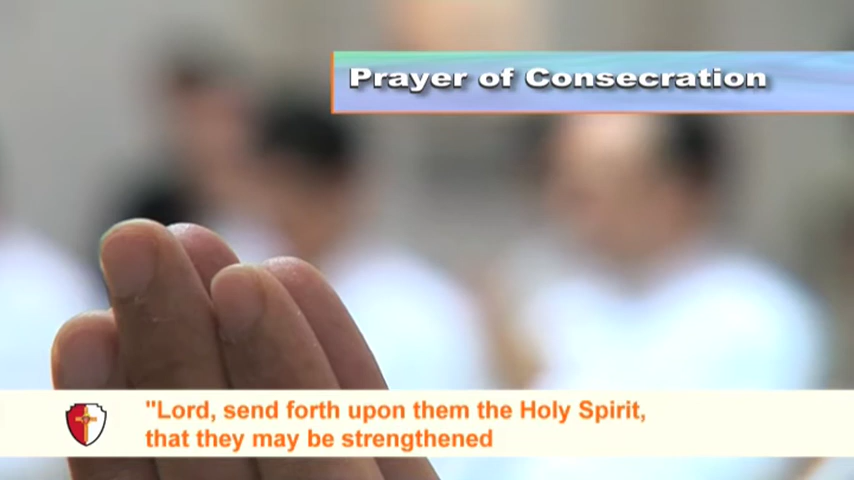 Prayer of Consecration
"Lord, send forth upon them the Holy Spirit,
that they may be strengthened